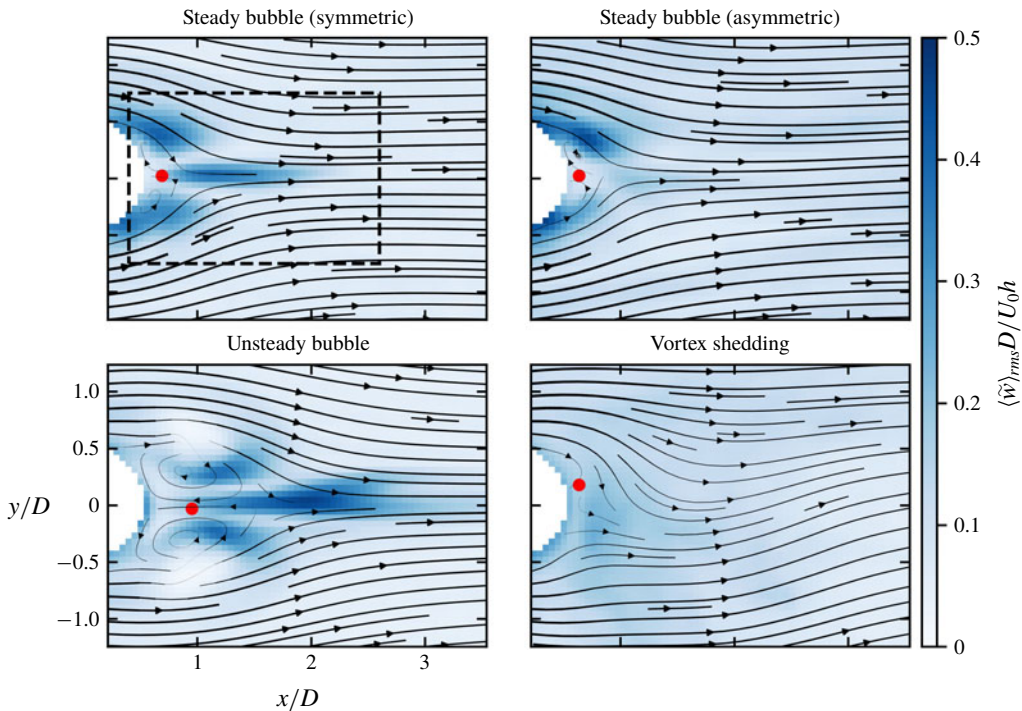 Steady bubble (symmetric)
Steady bubble (asymmetric)
Unsteady bubble
Vortex shedding
1.0
0.5
0
−0.5
−1.0
y/D
1
2
3
x/D
0.5
0.4
0.3
0.2
0.1
0
⟨w̃⟩rms D/U0h